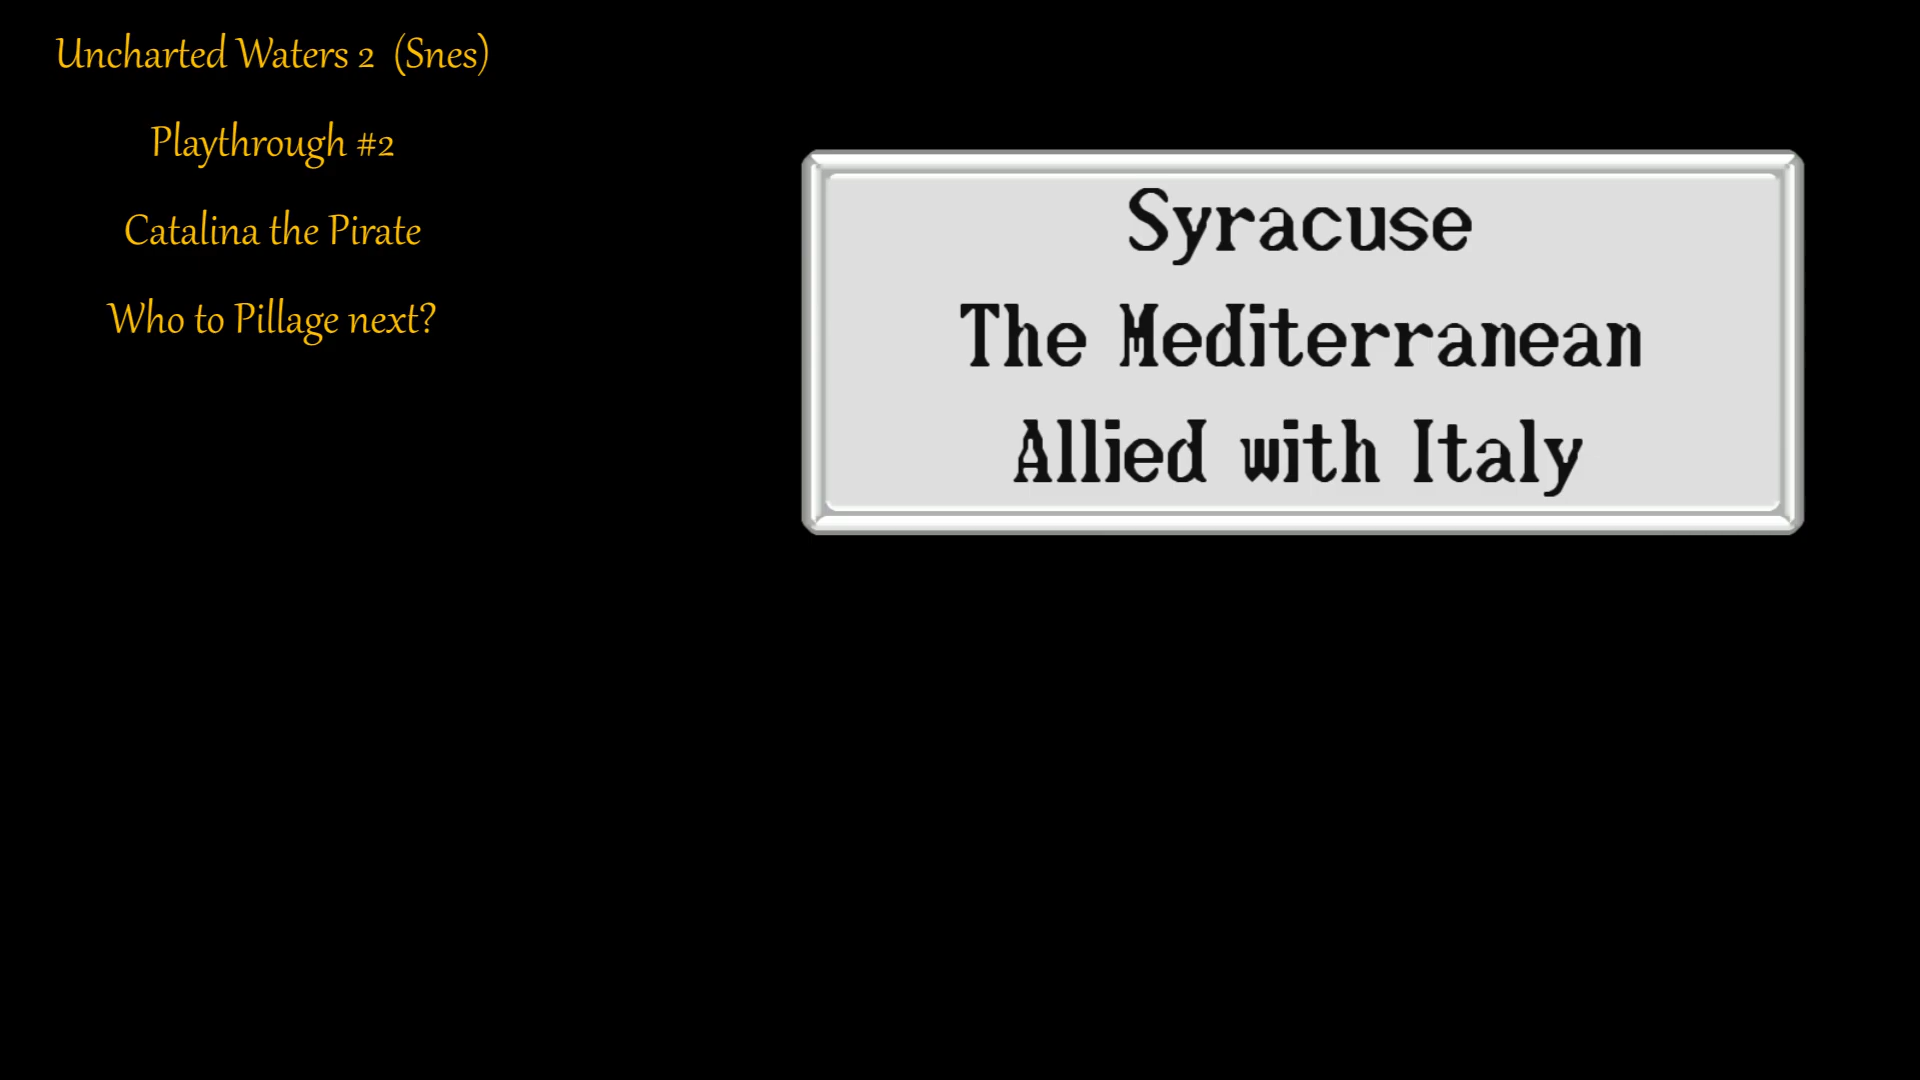 Uncharted Waters 2 (Snes)
Playthrough #2
Catalina the Pirate
Who to Pillage next?
Syracuse
The Mediterranean
Allied with Italy